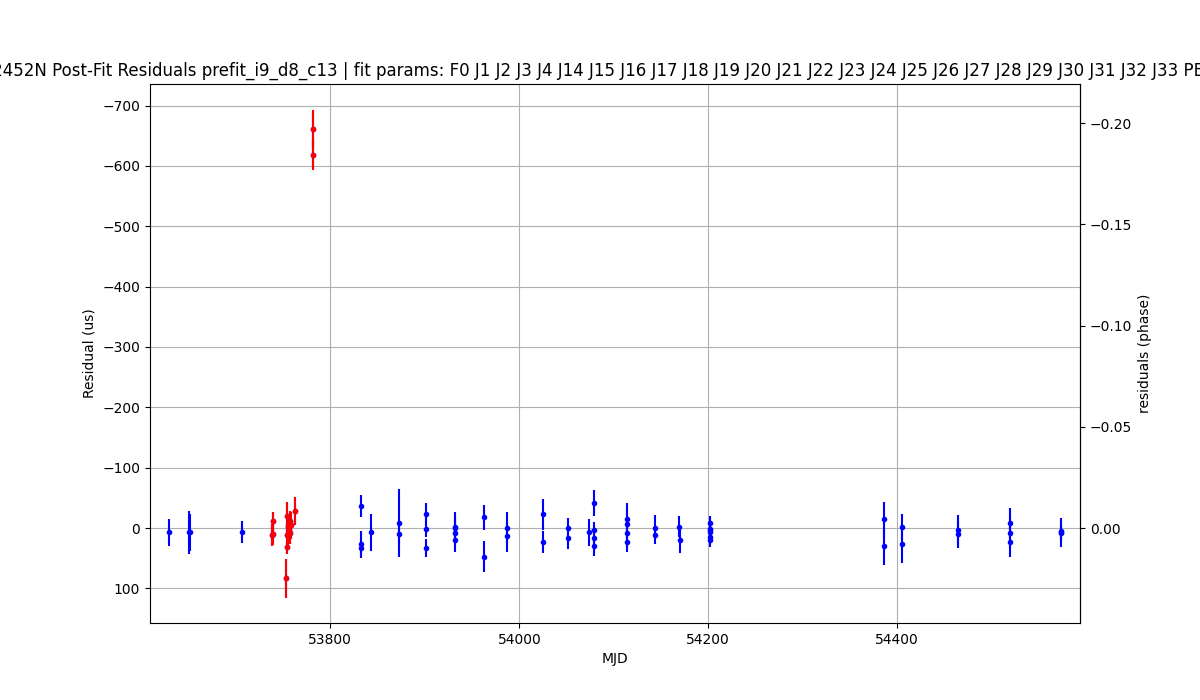 2452N Post-Fit Residuals prefit_i9_d8_c13 | fit params: F0 J1 J2 J3 J4 J14 J15 J16 J17 J18 J19 J20 J21 J22 J23 J24 J25 J26 J27 J28 J29 J30 J31 J32 J33 PE
−700
−600
−500
−400
−300
−200
−100
0
100
−0.20
−0.15
−0.10
−0.05
0.00
Residual (us)
residuals (phase)
53800 54000 54200 54400
MJD